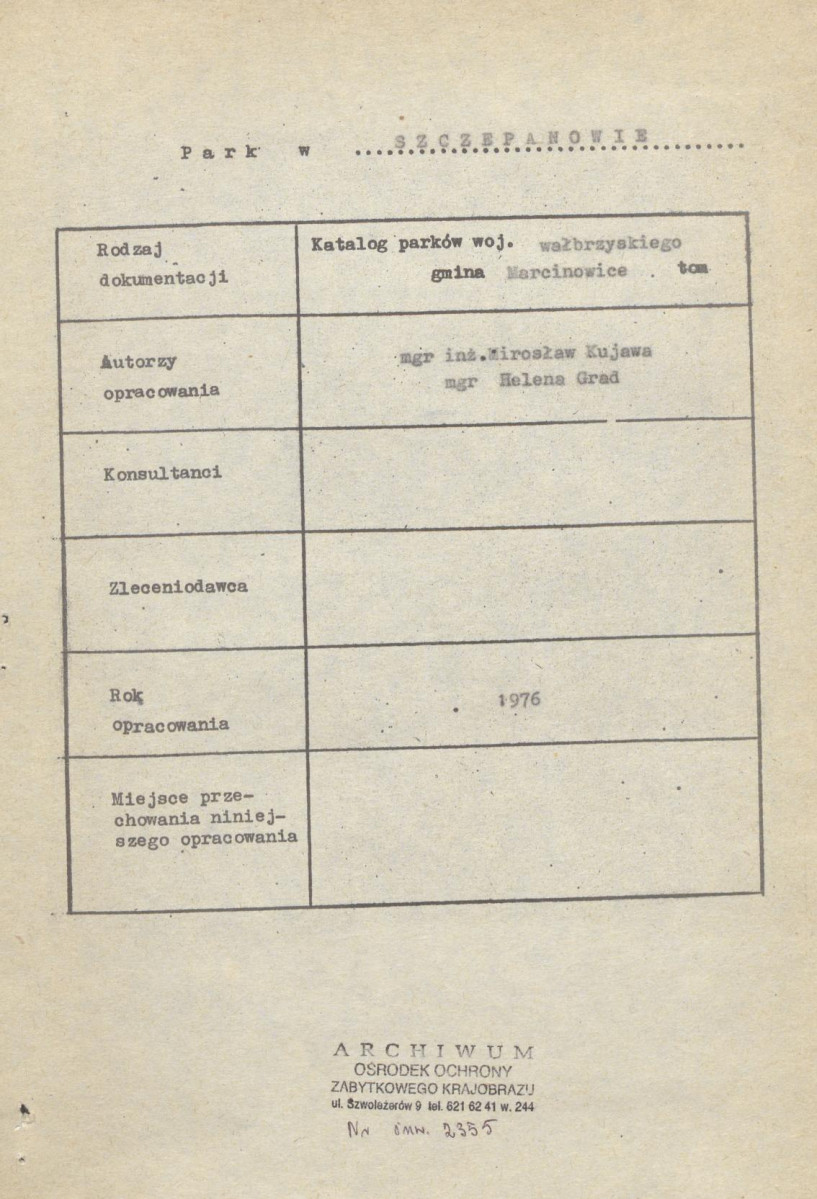 Park w SZCZEPANOWIE
Rodzaj
dokumentacji
Katalog parków woj. wałbrzyskiego
gmina Marcinowice . tom
Autorzy
opracowania
mgr inż.Mirosław Kujawa
mgr Helena Grad
Konsultanci
Zleceniodawca
Rok
opracowania
1976
Miejsce prze-
chowania niniej-
szego opracowania
ARCHIWUM
OŚRODEK OCHRONY
ZABYTKOWEGO KRAJOBRAZU
ul. Szwoleżerów 9 tel. 621 62 41 w. 244
Nr inw. 2355